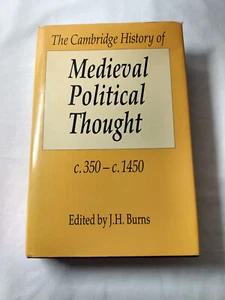 The Cambridge History of
Medieval Political
Thought
c.350 – c.1450
Edited by J.H. Burns